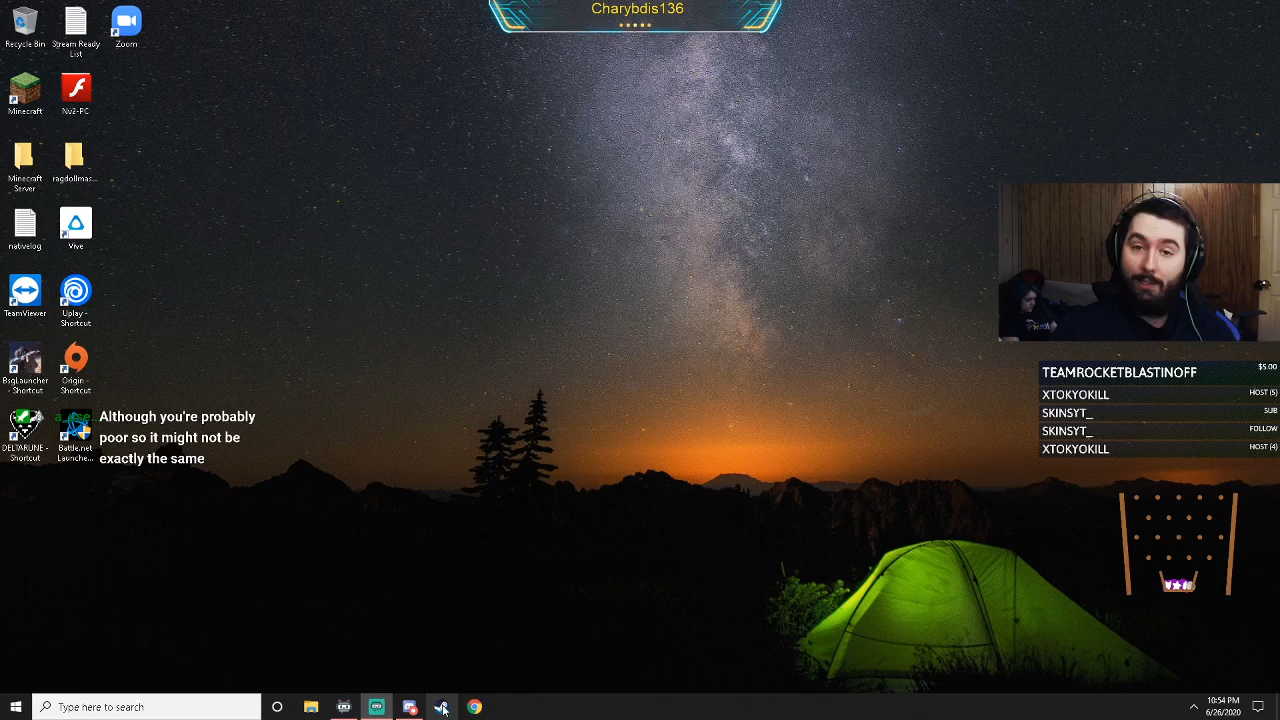 Charybdis136
Recycle Bin
Stream Ready
List
Zoom
Minecraft
Nv2-PC
Minecraft
Server
ragdollmas...
nativelog
Vive
TeamViewer
Uplay -
Shortcut
BsgLauncher
- Shortcut
Origin -
Shortcut
DELTARUNE -
Shortcut
Battle.net
Launche...
Although you're probably
poor so it might not be
exactly the same
TEAMROCKETBLASTINOFF $5.00
XTOKYOKILL HOST (5)
SKINSYT_ SUB
SKINSYT_ FOLLOW
XTOKYOKILL HOST (4)
Type here to search
10:54 PM
6/26/2020